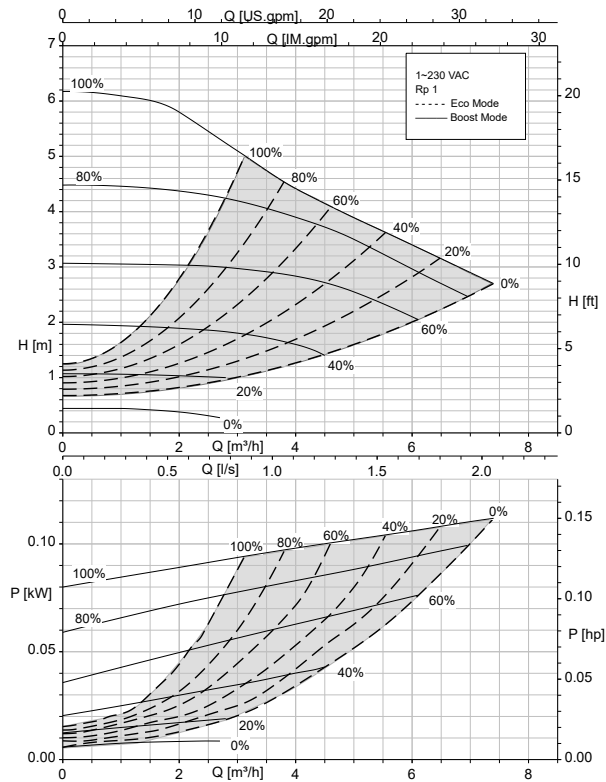 Q [US.gpm]
0 10 20 30
Q [IM.gpm]
0 10 20 30
7
6
5
4
3
2
1
0
H [m]
20
15
10
5
0
H [ft]
1~230 VAC
Rp 1
Eco Mode
Boost Mode
100%
80%
100%
80%
60%
40%
20%
0%
60%
40%
20%
0%
0 2 4 6 8
Q [m³/h]
0.0 0.5 1.0 1.5 2.0
Q [l/s]
0.10
0.05
0.00
P [kW]
0.15
0.10
0.05
0.00
P [hp]
100%
80%
100%
80%
60%
40%
20%
0%
60%
40%
20%
0%
0 2 4 6 8
Q [m³/h]